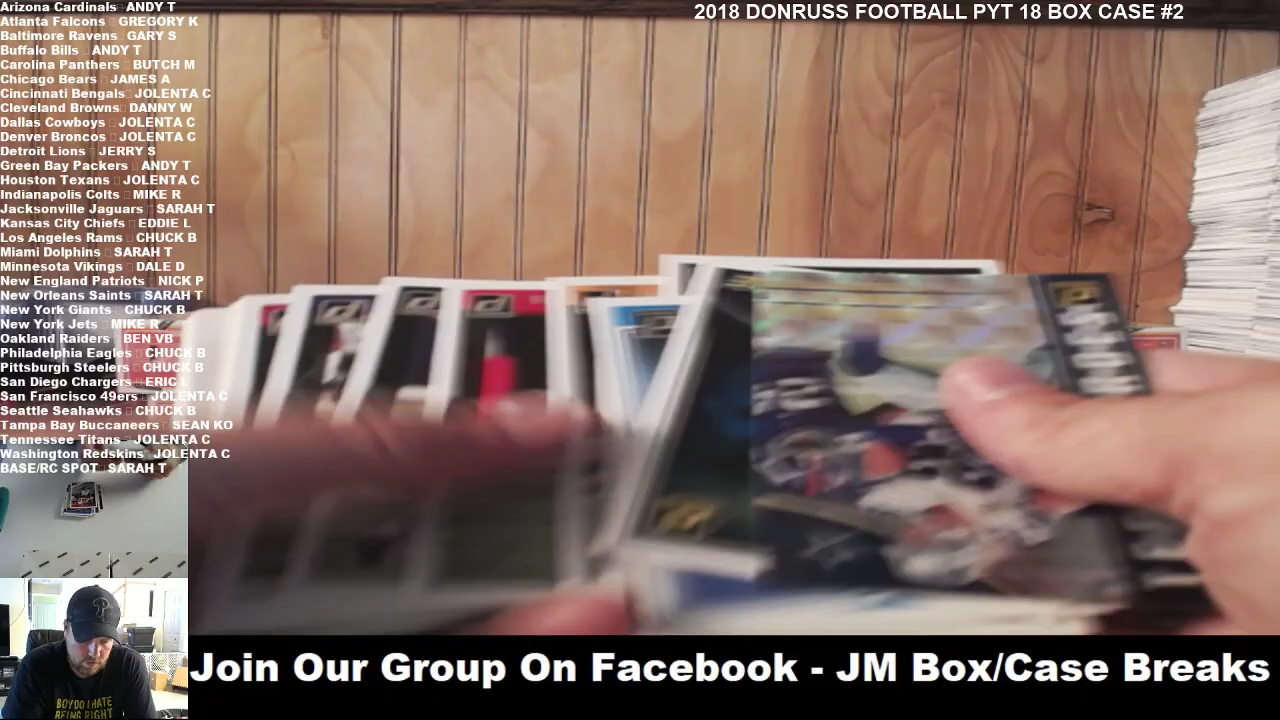 2018 DONRUSS FOOTBALL PYT 18 BOX CASE #2
Arizona Cardinals ANDY T
Atlanta Falcons GREGORY K
Baltimore Ravens GARY S
Buffalo Bills ANDY T
Carolina Panthers BUTCH M
Chicago Bears JAMES A
Cincinnati Bengals JOLENTA C
Cleveland Browns DANNY W
Dallas Cowboys JOLENTA C
Denver Broncos JOLENTA C
Detroit Lions JERRY S
Green Bay Packers ANDY T
Houston Texans JOLENTA C
Indianapolis Colts MIKE R
Jacksonville Jaguars SARAH T
Kansas City Chiefs EDDIE L
Los Angeles Rams CHUCK B
Miami Dolphins SARAH T
Minnesota Vikings DALE D
New England Patriots NICK P
New Orleans Saints SARAH T
New York Giants CHUCK B
New York Jets MIKE R
Oakland Raiders BEN VB
Philadelphia Eagles CHUCK B
Pittsburgh Steelers CHUCK B
San Diego Chargers ERIC L
San Francisco 49ers JOLENTA C
Seattle Seahawks CHUCK B
Tampa Bay Buccaneers SEAN KO
Tennessee Titans JOLENTA C
Washington Redskins JOLENTA C
BASE/RC SPOT SARAH T
BOY DO I HATE
BEING RIGHT
Join Our Group On Facebook - JM Box/Case Breaks